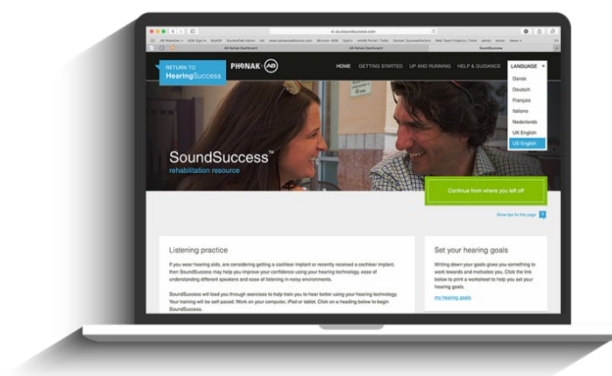 RETURN TO
HearingSuccess
PHONAK
AB
HOME
GETTING STARTED
UP AND RUNNING
HELP & GUIDANCE
LANGUAGE
Dansk
Deutsch
Français
Italiano
Nederlands
UK English
US English
SoundSuccess™
rehabilitation resource
Continue from where you left off
Show tips for this page ?
Listening practice
If you wear hearing aids, are considering getting a cochlear implant or recently received a cochlear implant,
then SoundSuccess may help you improve your confidence using your hearing technology, ease of
understanding different speakers and ease of listening in noisy environments.
SoundSuccess will lead you through exercises to help train you to hear better using your hearing technology.
Your training will be self-paced. Work on your computer, iPad or tablet. Click on a heading below to begin
SoundSuccess.
Set your hearing goals
Writing down your goals gives you something to
work towards and motivates you. Click the link
below to print a worksheet to help you set your
hearing goals.
my hearing goals